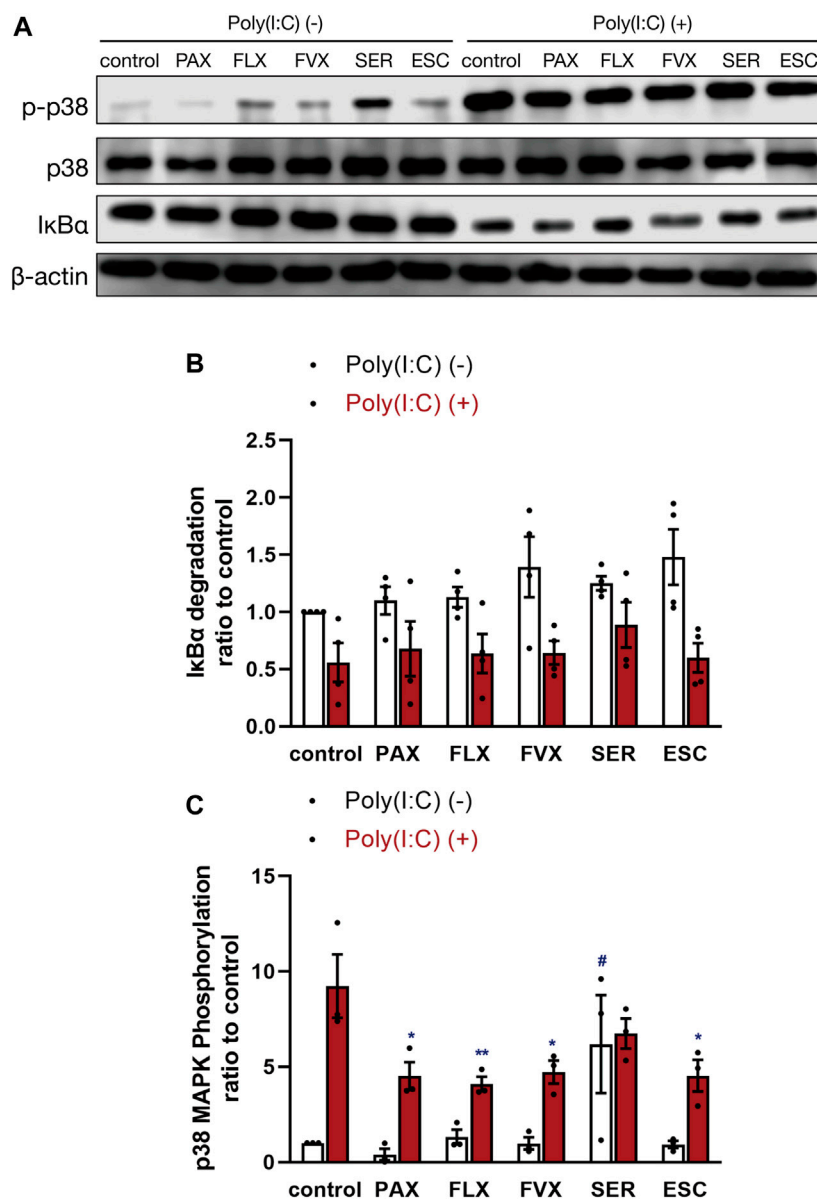 A
Poly(I:C) (-) Poly(I:C) (+)
control PAX FLX FVX SER ESC control PAX FLX FVX SER ESC
p-p38
p38
IκBα
β-actin
B
Poly(I:C) (-)
Poly(I:C) (+)
IκBα degradation
ratio to control
2.5
2.0
1.5
1.0
0.5
0.0
control PAX FLX FVX SER ESC
C
Poly(I:C) (-)
Poly(I:C) (+)
p38 MAPK Phosphorylation
ratio to control
15
10
5
0
* ** * # *
control PAX FLX FVX SER ESC